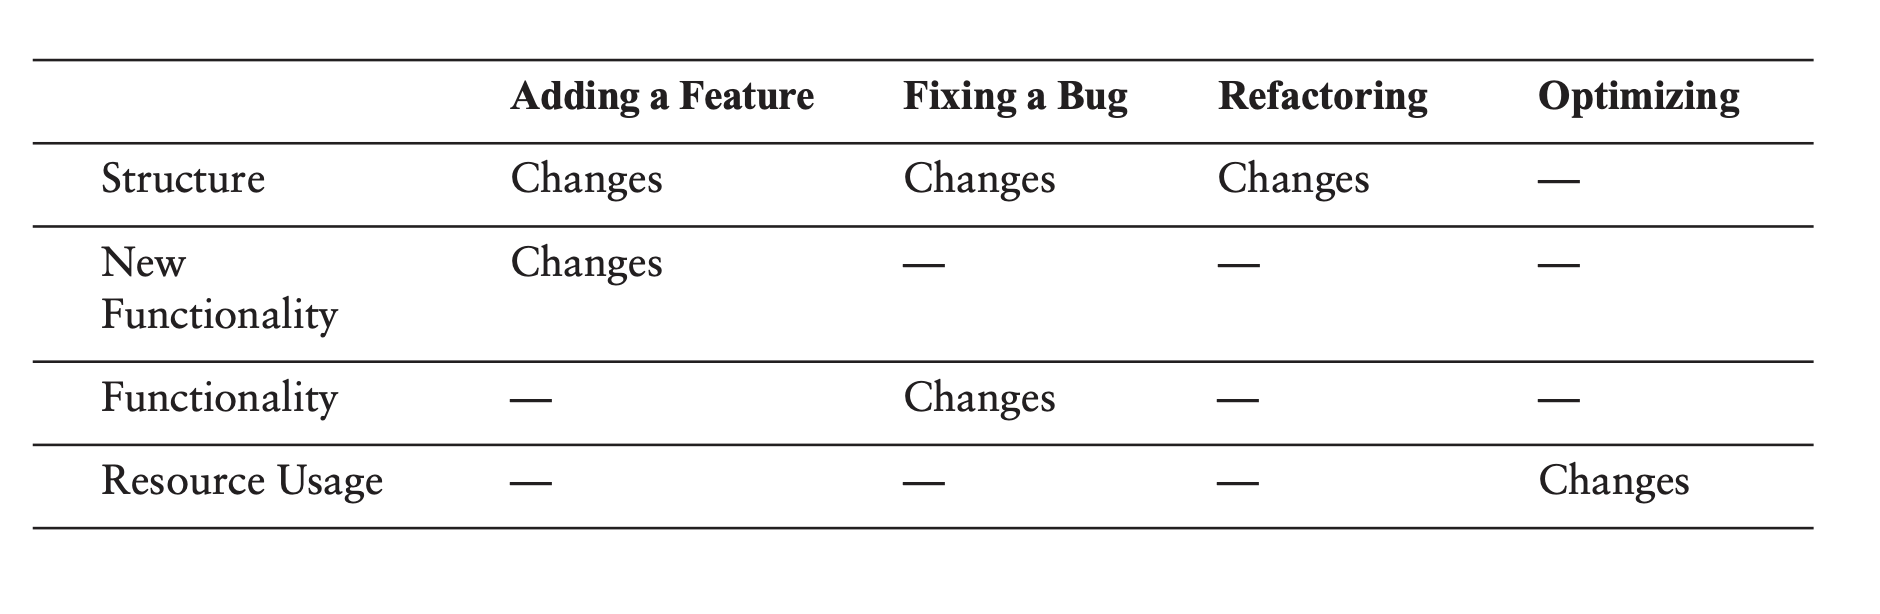 Adding a Feature Fixing a Bug Refactoring Optimizing
Structure Changes Changes Changes —
New Changes — — —
Functionality
Functionality — Changes — —
Resource Usage — — — Changes